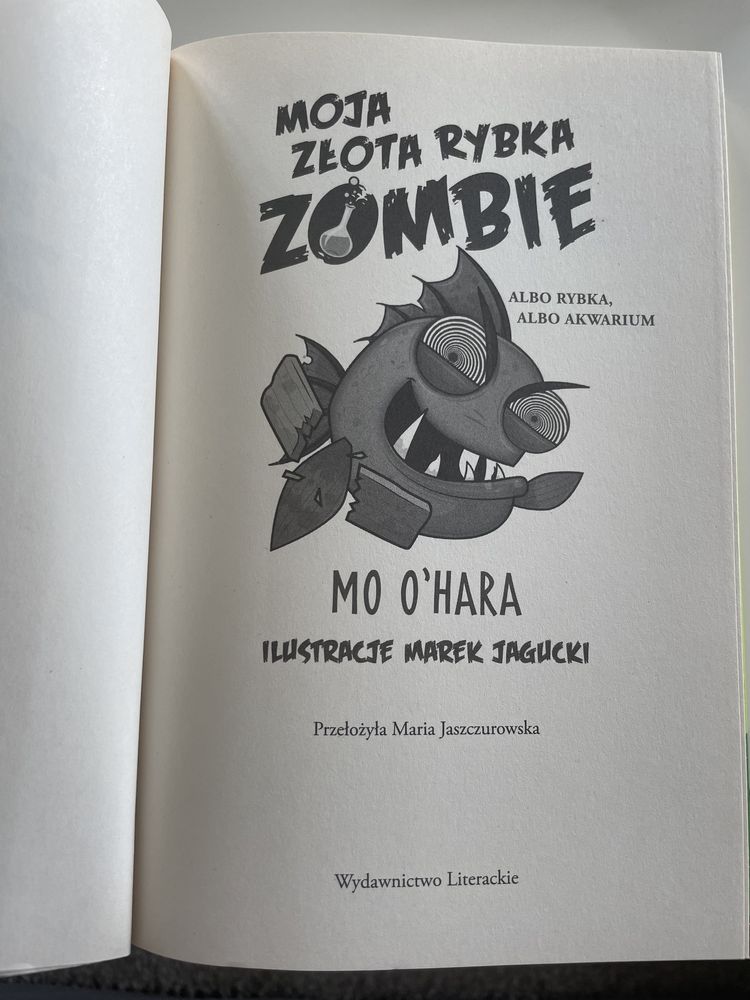 MOJA
ZŁOTA RYBKA
ZOMBIE
ALBO RYBKA,
ALBO AKWARIUM
MO O'HARA
ILUSTRACJE MAREK JAGUCKI
Przełożyła Maria Jaszczurowska
Wydawnictwo Literackie